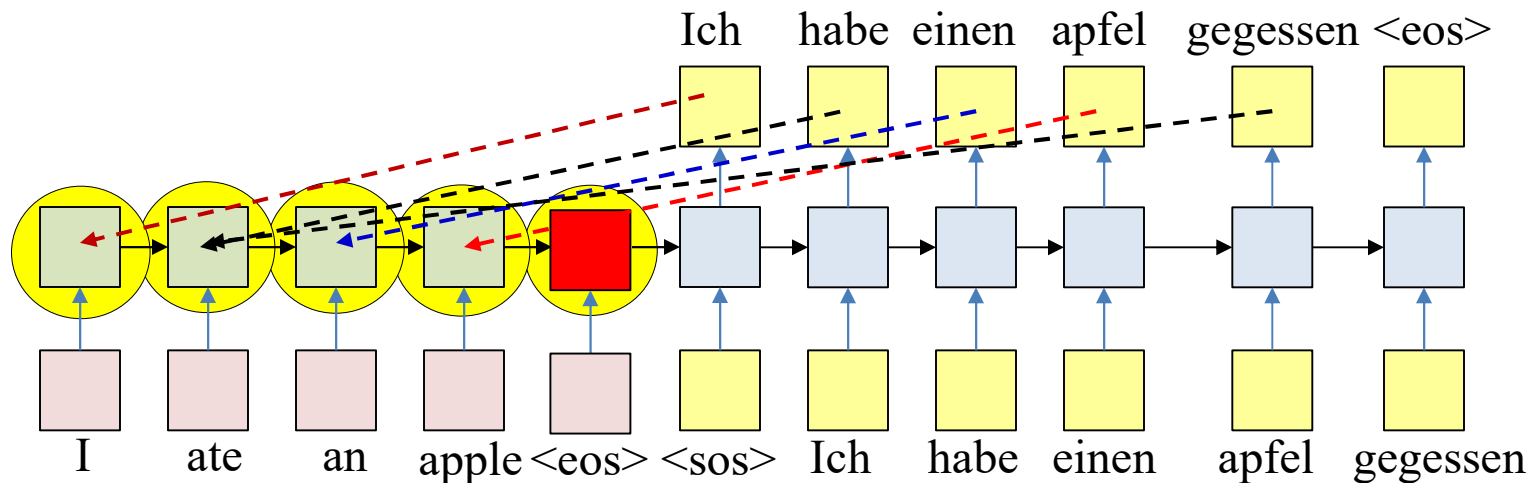 Ich habe einen apfel gegessen <eos>
I ate an apple <eos> <sos> Ich habe einen apfel gegessen